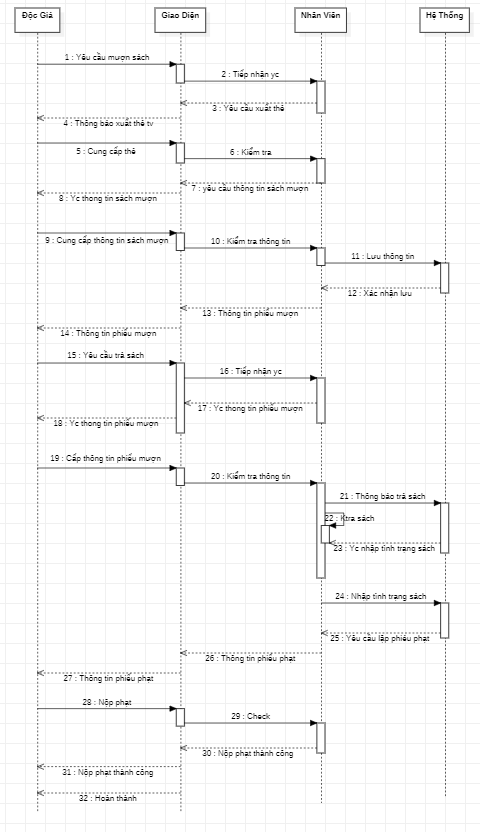 Độc Giả
Giao Diện
Nhân Viên
Hệ Thống
1 : Yêu cầu mượn sách
2 : Tiếp nhận yc
3 : Yêu cầu xuất thẻ
4 : Thông báo xuất thẻ tv
5 : Cung cấp thẻ
6 : Kiểm tra
7 : yêu cầu thông tin sách mượn
8 : Yc thong tin sách mượn
9 : Cung cấp thông tin sách mượn
10 : Kiểm tra thông tin
11 : Lưu thông tin
12 : Xác nhận lưu
13 : Thông tin phiếu mượn
14 : Thông tin phiếu mượn
15 : Yêu cầu trả sách
16 : Tiếp nhận yc
17 : Yc thong tin phiếu mượn
18 : Yc thong tin phiếu mượn
19 : Cấp thông tin phiếu mượn
20 : Kiểm tra thông tin
21 : Thông báo trả sách
22 : Ktra sách
23 : Yc nhập tình trạng sách
24 : Nhập tình trạng sách
25 : Yêu cầu lập phiếu phạt
26 : Thông tin phiếu phạt
27 : Thông tin phiếu phạt
28 : Nộp phạt
29 : Check
30 : Nộp phạt thành công
31 : Nộp phạt thành công
32 : Hoàn thành